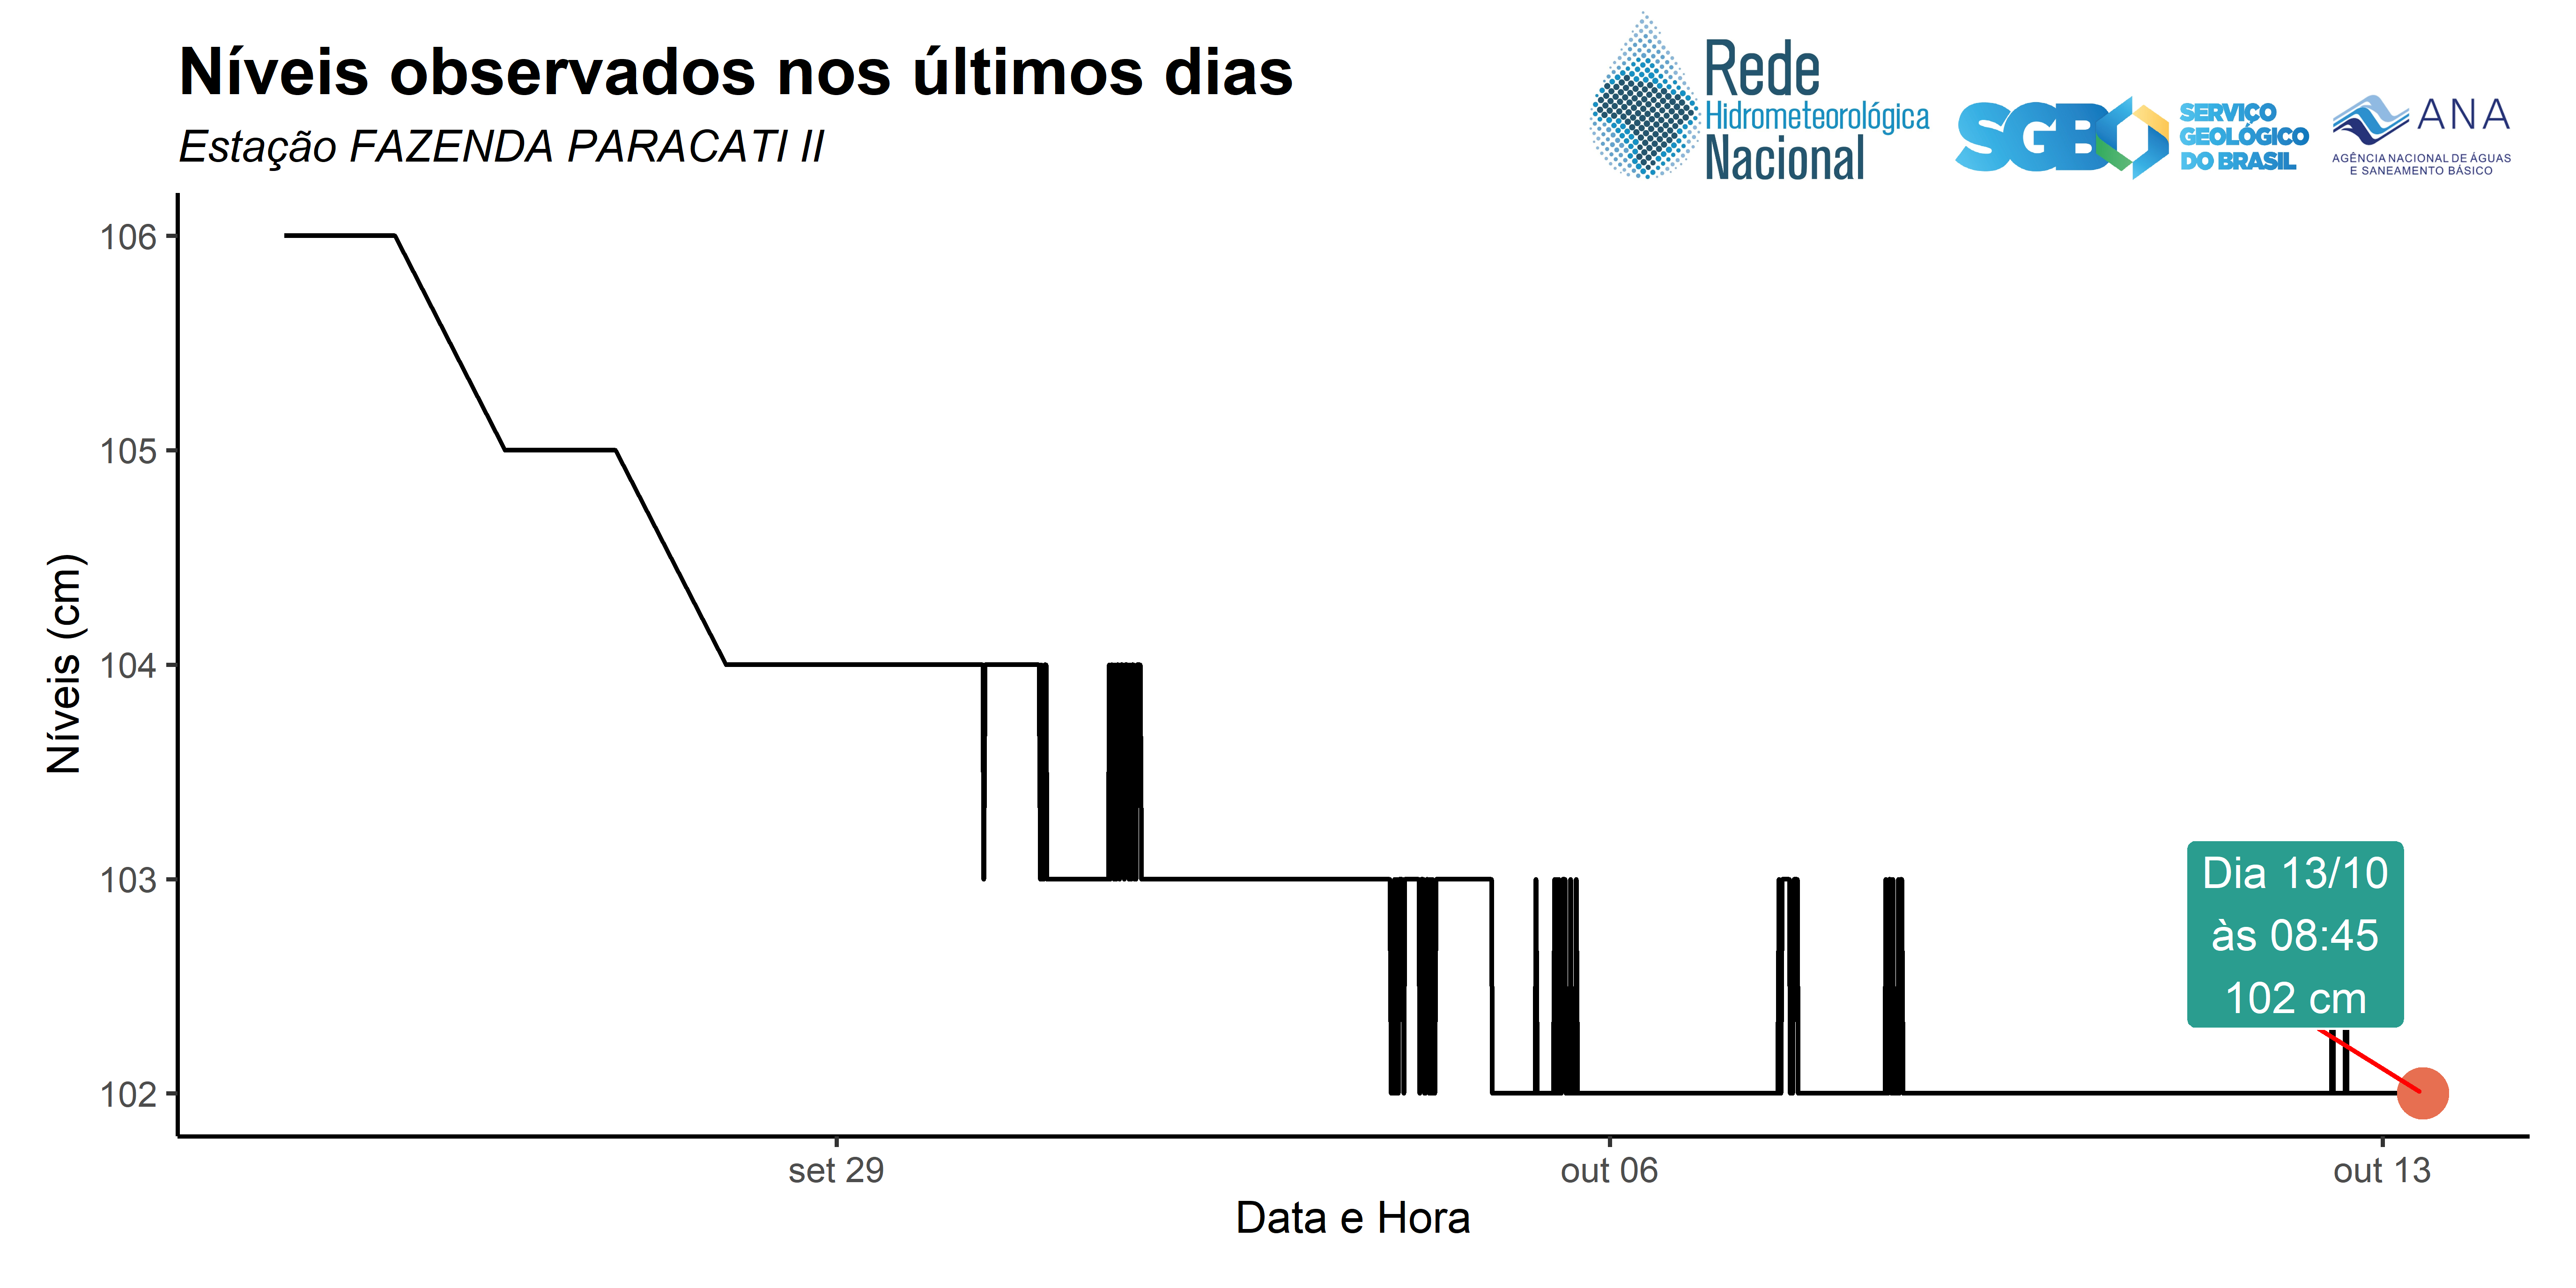 Níveis observados nos últimos dias
Estação FAZENDA PARACATI II
Rede
Hidrometeorológica
Nacional
SGB
SERVIÇO
GEOLÓGICO
DO BRASIL
ANA
AGÊNCIA NACIONAL DE ÁGUAS
E SANEAMENTO BÁSICO
Níveis (cm)
106
105
104
103
102
Dia 13/10
às 08:45
102 cm
set 29
out 06
out 13
Data e Hora